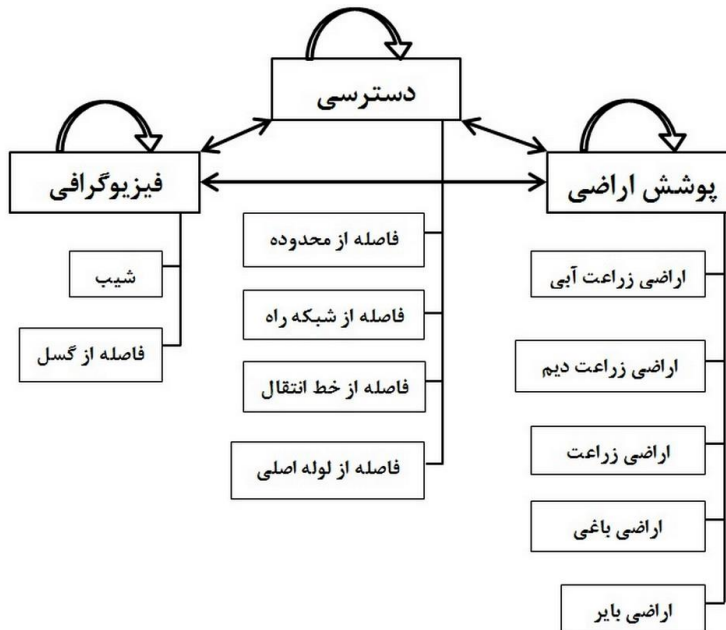 دسترسی
فیزیوگرافی
پوشش اراضی
فاصله از محدوده
فاصله از شبکه راه
فاصله از خط انتقال
فاصله از لوله اصلی
شیب
فاصله از گسل
اراضی زراعت آبی
اراضی زراعت دیم
اراضی زراعت
اراضی باغی
اراضی بایر